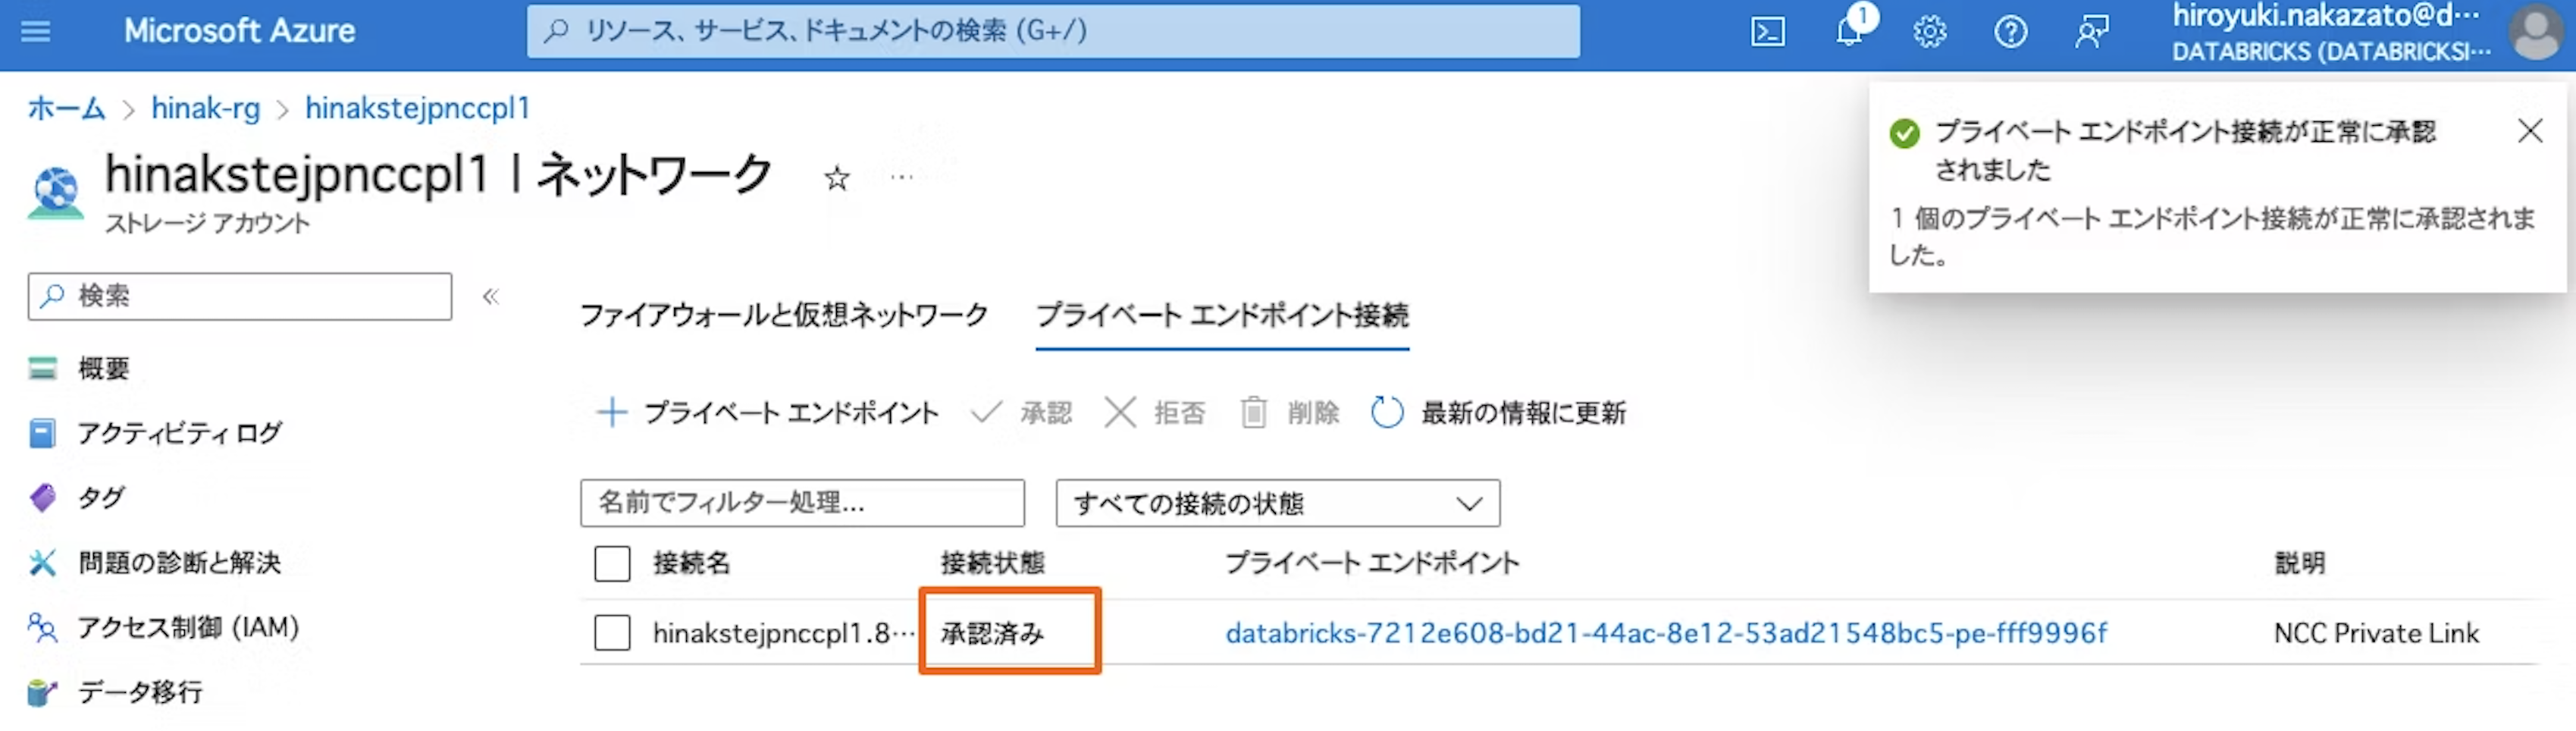 Microsoft Azure
リソース、サービス、ドキュメントの検索 (G+/)
1
hiroyuki.nakazato@d…
DATABRICKS (DATABRICKSI…
ホーム > hinak-rg > hinakstejpnccpl1
hinakstejpnccpl1 | ネットワーク ☆ …
ストレージ アカウント
プライベート エンドポイント接続が正常に承認
されました
1 個のプライベート エンドポイント接続が正常に承認されま
した。
検索
概要
アクティビティ ログ
タグ
問題の診断と解決
アクセス制御 (IAM)
データ移行
ファイアウォールと仮想ネットワーク プライベート エンドポイント接続
プライベート エンドポイント 承認 拒否 削除 最新の情報に更新
名前でフィルター処理... すべての接続の状態
接続名 接続状態 プライベート エンドポイント 説明
hinakstejpnccpl1.8… 承認済み databricks-7212e608-bd21-44ac-8e12-53ad21548bc5-pe-fff9996f NCC Private Link